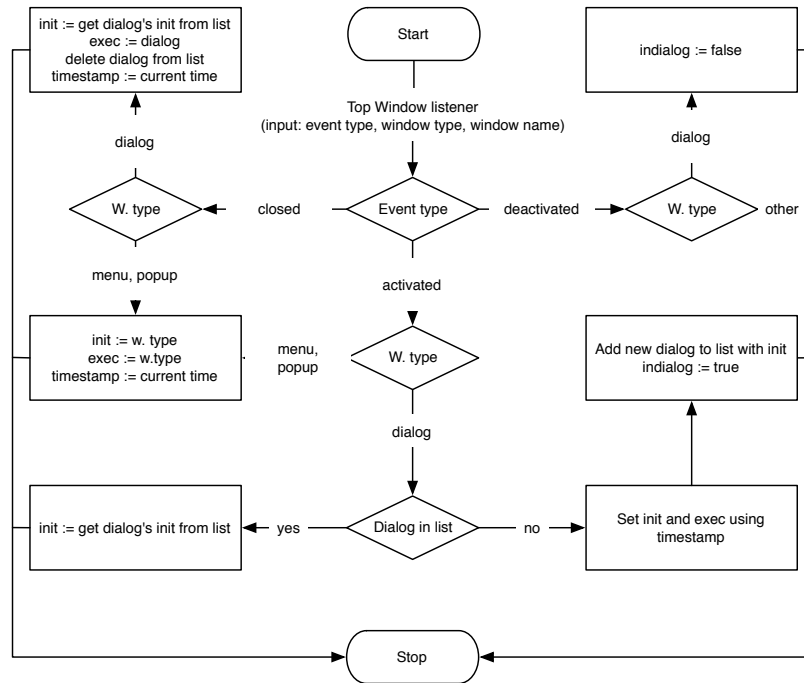 init := get dialog's init from list
exec := dialog
delete dialog from list
timestamp := current time
Start
indialog := false
Top Window listener
(input: event type, window type, window name)
dialog
dialog
W. type
closed
Event type
deactivated
W. type
other
menu, popup
activated
init := w. type
exec := w.type
timestamp := current time
menu,
popup
W. type
Add new dialog to list with init
indialog := true
dialog
init := get dialog's init from list
yes
Dialog in list
no
Set init and exec using
timestamp
Stop